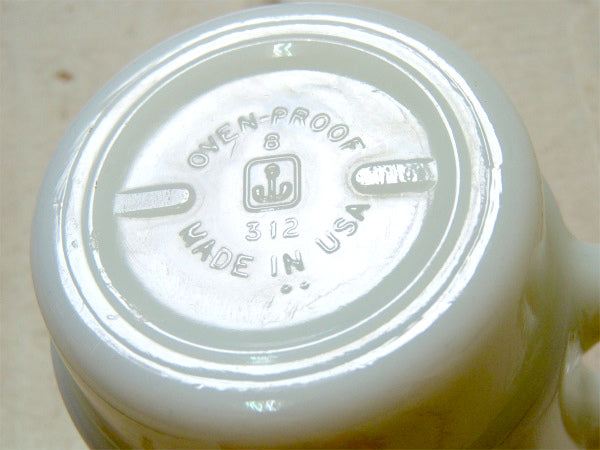 OVEN-PROOF
8
312
MADE IN USA